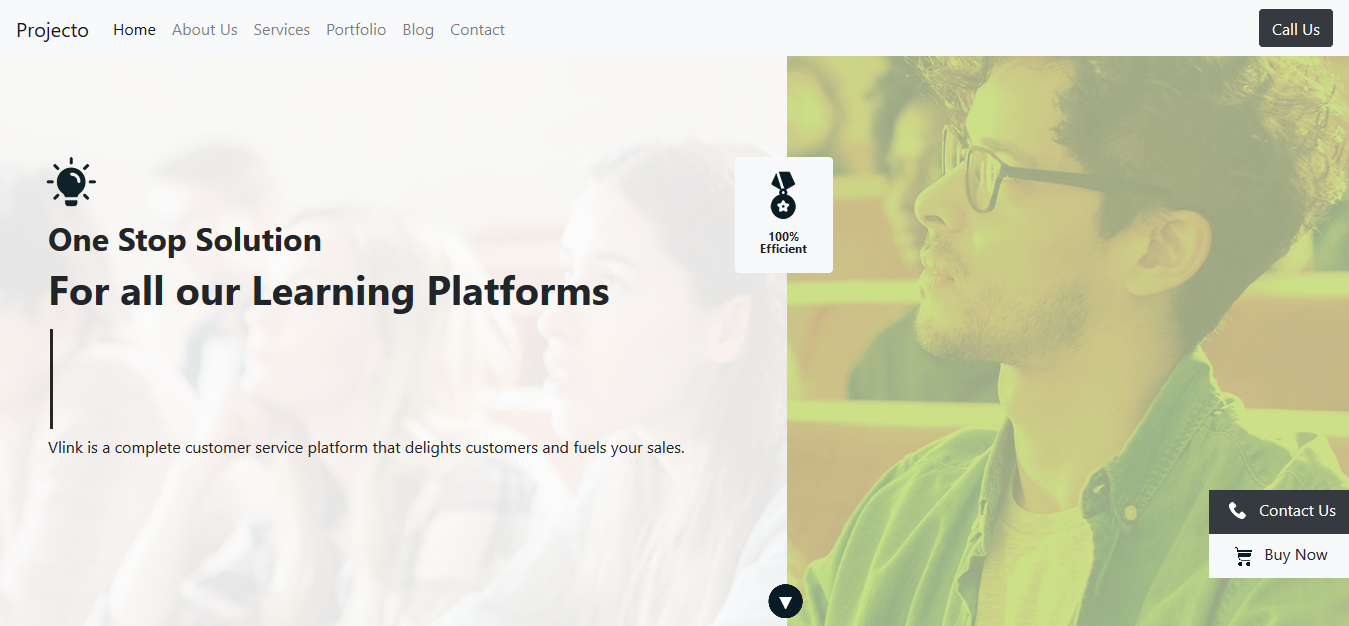 Projecto Home About Us Services Portfolio Blog Contact Call Us
One Stop Solution
For all our Learning Platforms
Vlink is a complete customer service platform that delights customers and fuels your sales.
100%
Efficient
Contact Us
Buy Now